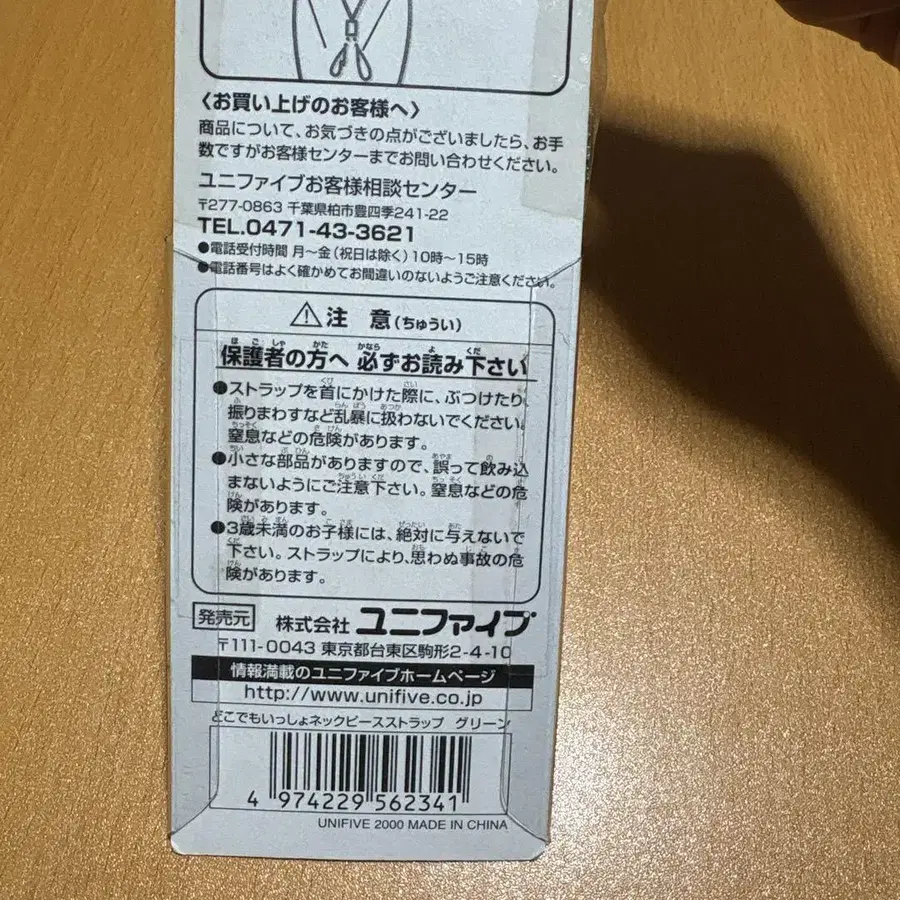 〈お買い上げのお客様へ〉
商品について、お気づきの点がございましたら、お手
数ですがお客様センターまでお問い合わせください。
ユニファイブお客様相談センター
〒277-0863 千葉県柏市豊四季241-22
TEL.0471-43-3621
●電話受付時間 月〜金(祝日は除く)10時〜15時
●電話番号はよく確かめてお間違いのないようご注意ください。
⚠注 意(ちゅうい)
保護者の方へ 必ずお読み下さい
●ストラップを首にかけた際に、ぶつけたり、
振りまわすなど乱暴に扱わないでください。
窒息などの危険があります。
●小さな部品がありますので、誤って飲み込
まないようにご注意下さい。窒息などの危
険があります。
●3歳未満のお子様には、絶対に与えないで
下さい。ストラップにより、思わぬ事故の危
険があります。
発売元 株式会社 ユニファイブ
〒111-0043 東京都台東区駒形2-4-10
情報満載のユニファイブホームページ
http://www.unifive.co.jp
どこでもいっしょネックピースストラップ グリーン
4 974229 562341
UNIFIVE 2000 MADE IN CHINA